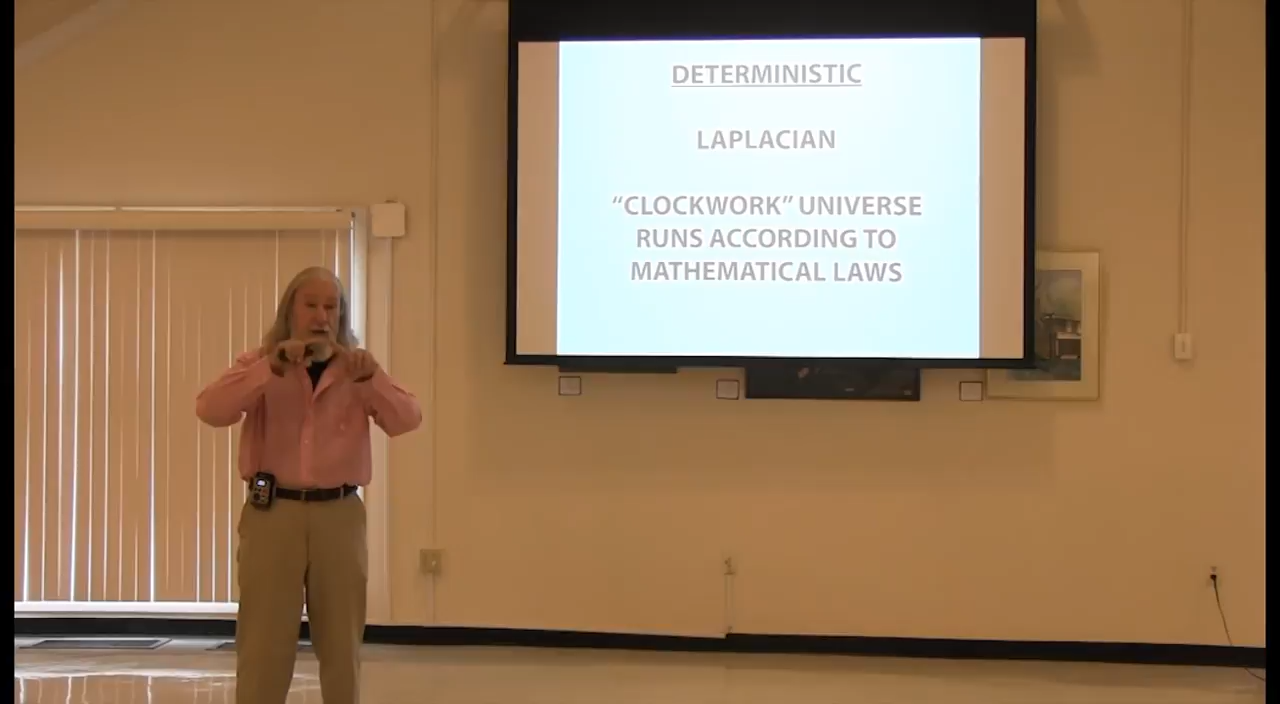 DETERMINISTIC
LAPLACIAN
“CLOCKWORK” UNIVERSE
RUNS ACCORDING TO
MATHEMATICAL LAWS